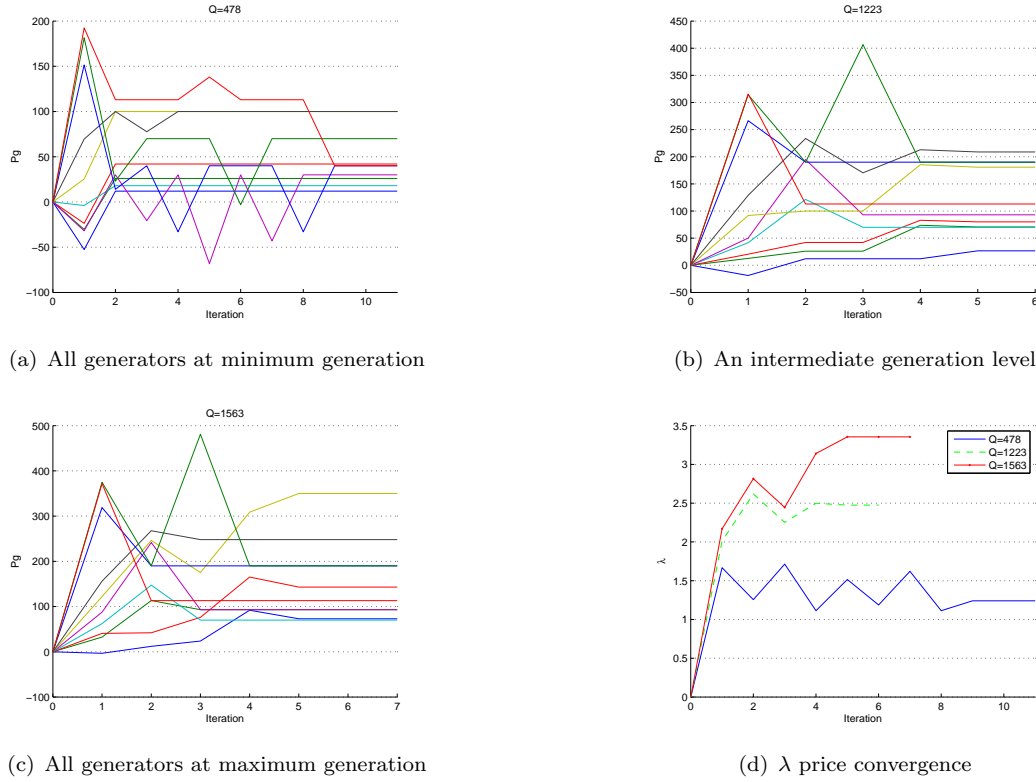 Q=478
200
150
100
50
0
−50
−100
Pg
0 2 4 6 8 10
Iteration
(a) All generators at minimum generation
Q=1223
450
400
350
300
250
200
150
100
50
0
−50
Pg
0 1 2 3 4 5 6
Iteration
(b) An intermediate generation level
Q=1563
500
400
300
200
100
0
−100
Pg
0 1 2 3 4 5 6 7
Iteration
(c) All generators at maximum generation
3.5
3
2.5
2
1.5
1
0.5
0
λ
Q=478
Q=1223
Q=1563
0 2 4 6 8 10
Iteration
(d) λ price convergence